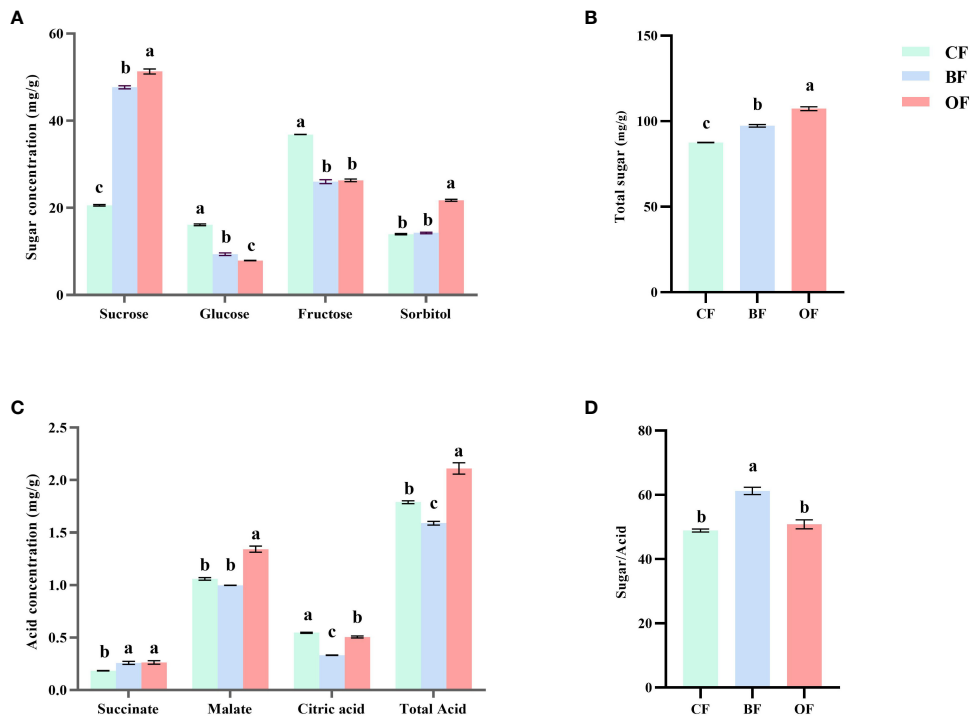 A
Sugar concentration (mg/g)
60
40
20
0
c
b
a
a
b
c
a
b
b
b
b
a
Sucrose
Glucose
Fructose
Sorbitol
B
Total sugar (mg/g)
150
100
50
0
c
b
a
CF
BF
OF
CF
BF
OF
C
Acid concentration (mg/g)
2.5
2.0
1.5
1.0
0.5
0.0
b
a
a
b
b
a
a
c
b
b
c
a
Succinate
Malate
Citric acid
Total Acid
D
Sugar/Acid
80
60
40
20
0
b
a
b
CF
BF
OF